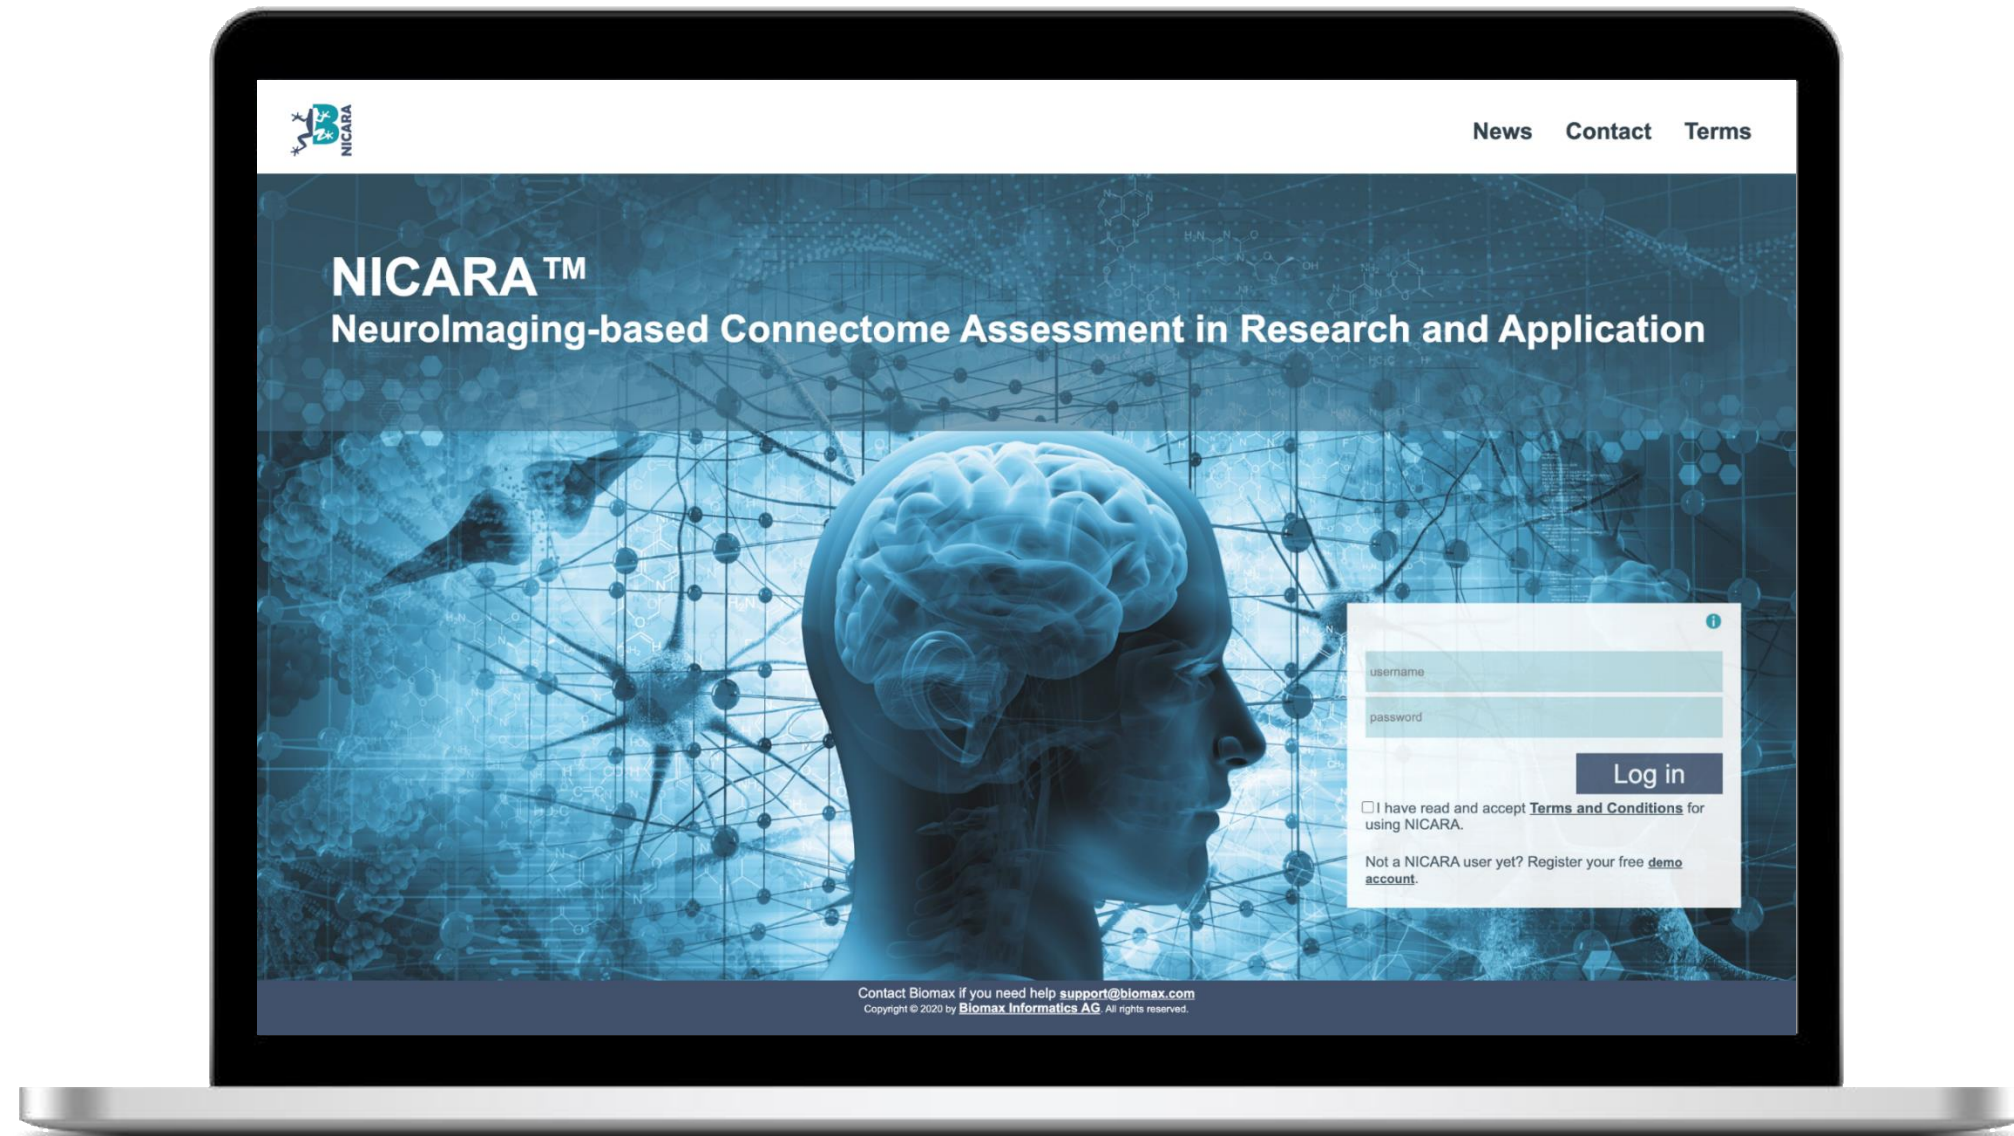 NICARA
News Contact Terms
NICARA™
NeuroImaging-based Connectome Assessment in Research and Application
username
password
Log in
I have read and accept Terms and Conditions for
using NICARA.
Not a NICARA user yet? Register your free demo
account.
Contact Biomax if you need help support@biomax.com
Copyright © 2020 by Biomax Informatics AG. All rights reserved.